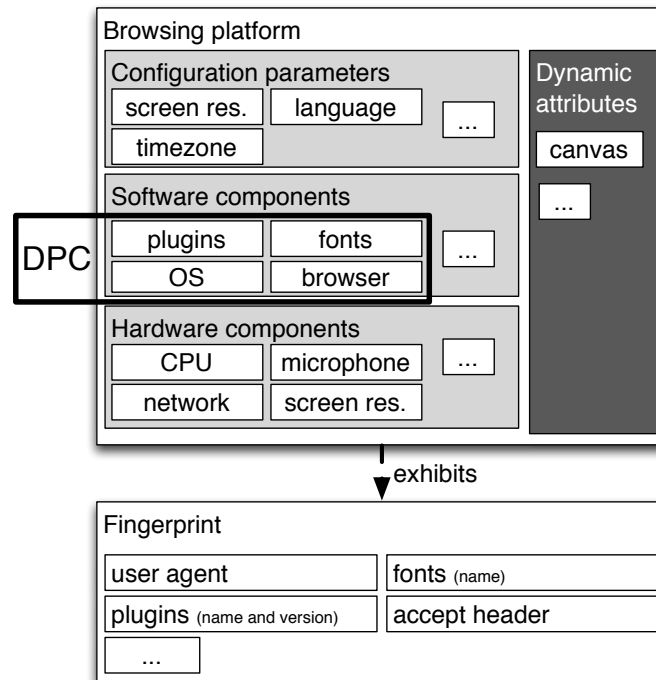 Browsing platform
Configuration parameters
screen res.
language
...
timezone
Dynamic
attributes
canvas
...
Software components
DPC
plugins
fonts
...
OS
browser
Hardware components
CPU
microphone
...
network
screen res.
exhibits
Fingerprint
user agent
fonts (name)
plugins (name and version)
accept header
...